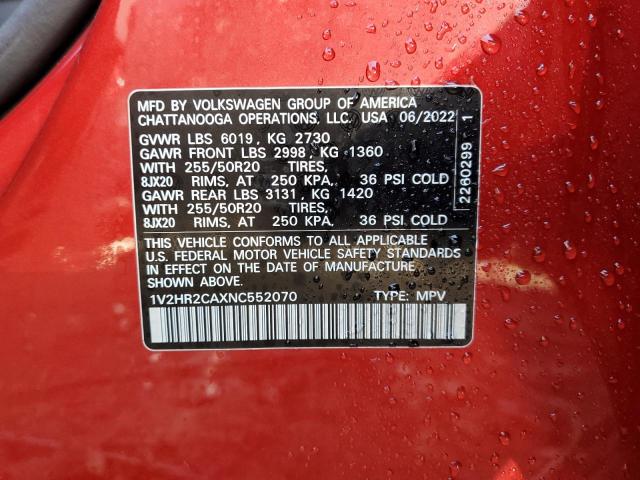 MFD BY VOLKSWAGEN GROUP OF AMERICA
CHATTANOOGA OPERATIONS, LLC. USA 06/2022
GVWR LBS 6019, KG 2730
GAWR FRONT LBS 2998, KG 1360
WITH 255/50R20 TIRES,
8JX20 RIMS, AT 250 KPA, 36 PSI COLD
GAWR REAR LBS 3131, KG 1420
WITH 255/50R20 TIRES,
8JX20 RIMS, AT 250 KPA, 36 PSI COLD
THIS VEHICLE CONFORMS TO ALL APPLICABLE
U.S. FEDERAL MOTOR VEHICLE SAFETY STANDARDS
IN EFFECT ON THE DATE OF MANUFACTURE
SHOWN ABOVE.
1V2HR2CAXNC552070 TYPE: MPV
2260299 1